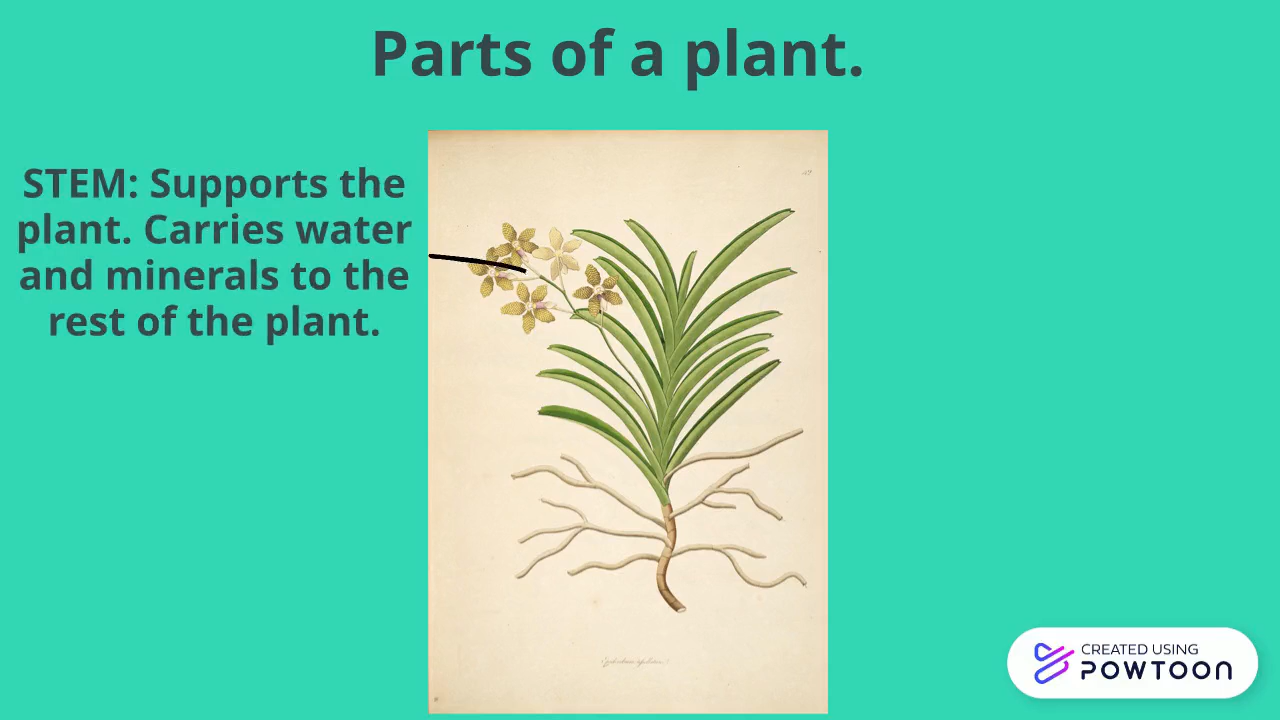 Parts of a plant.
STEM: Supports the
plant. Carries water
and minerals to the
rest of the plant.
CREATED USING
POWTOON